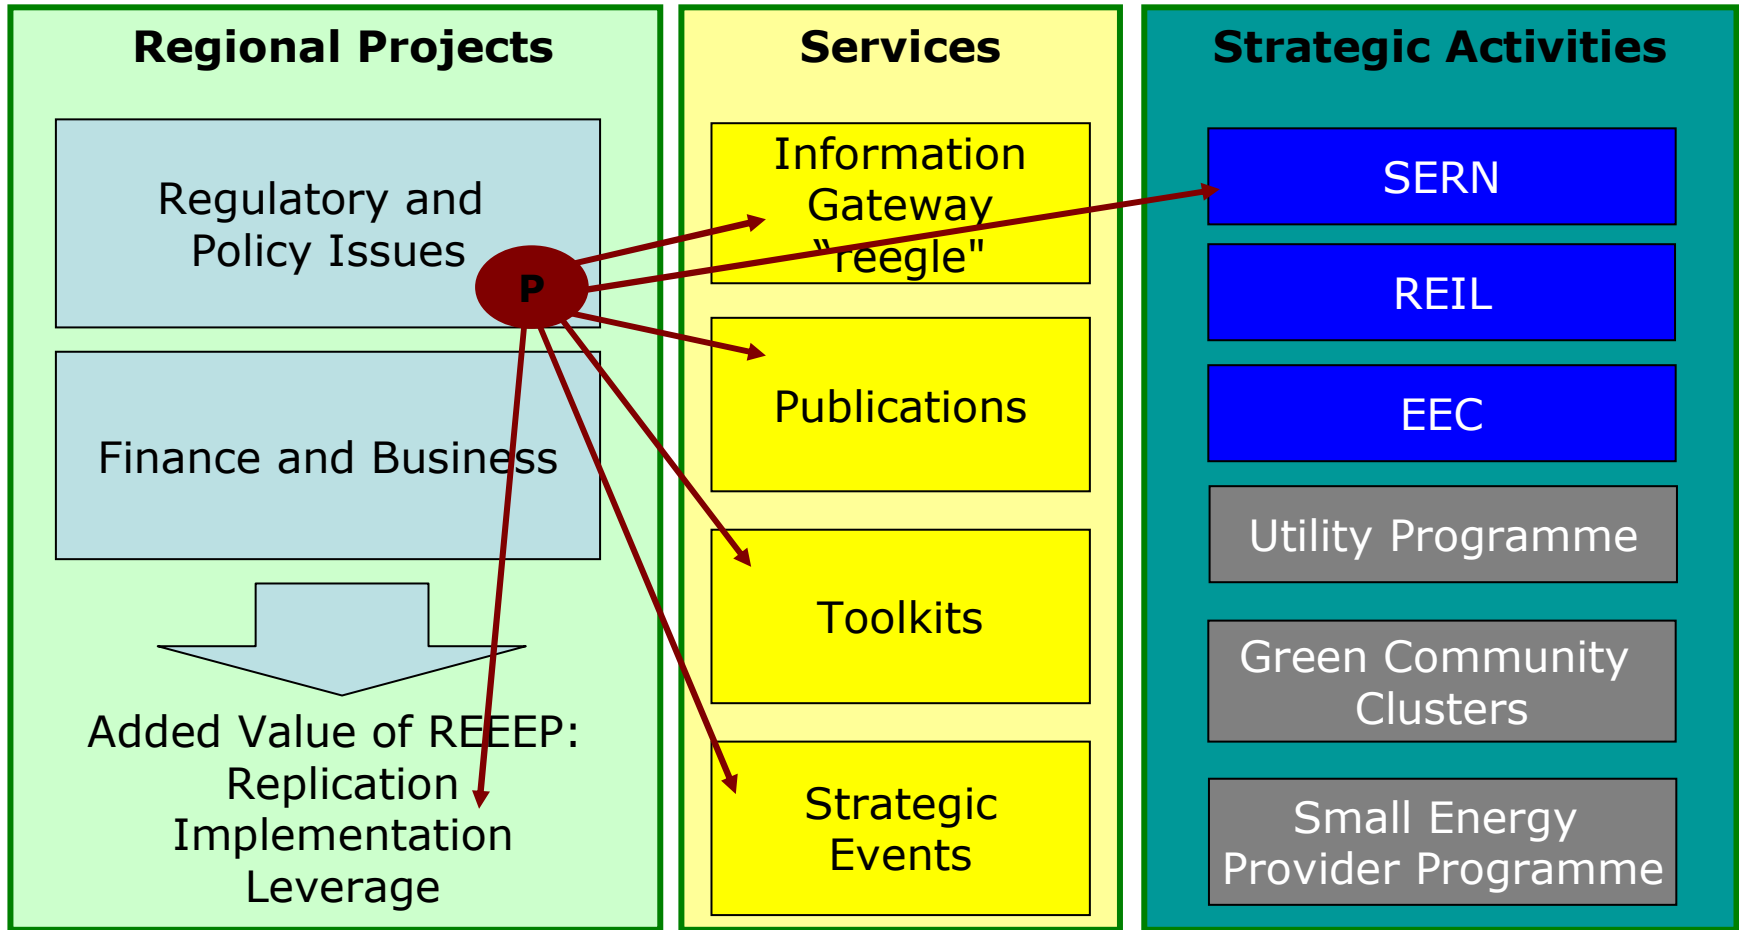 Regional Projects
Regulatory and
Policy Issues
P
Finance and Business
Added Value of REEEP:
Replication
Implementation
Leverage
Services
Information
Gateway
“reegle"
Publications
Toolkits
Strategic
Events
Strategic Activities
SERN
REIL
EEC
Utility Programme
Green Community
Clusters
Small Energy
Provider Programme